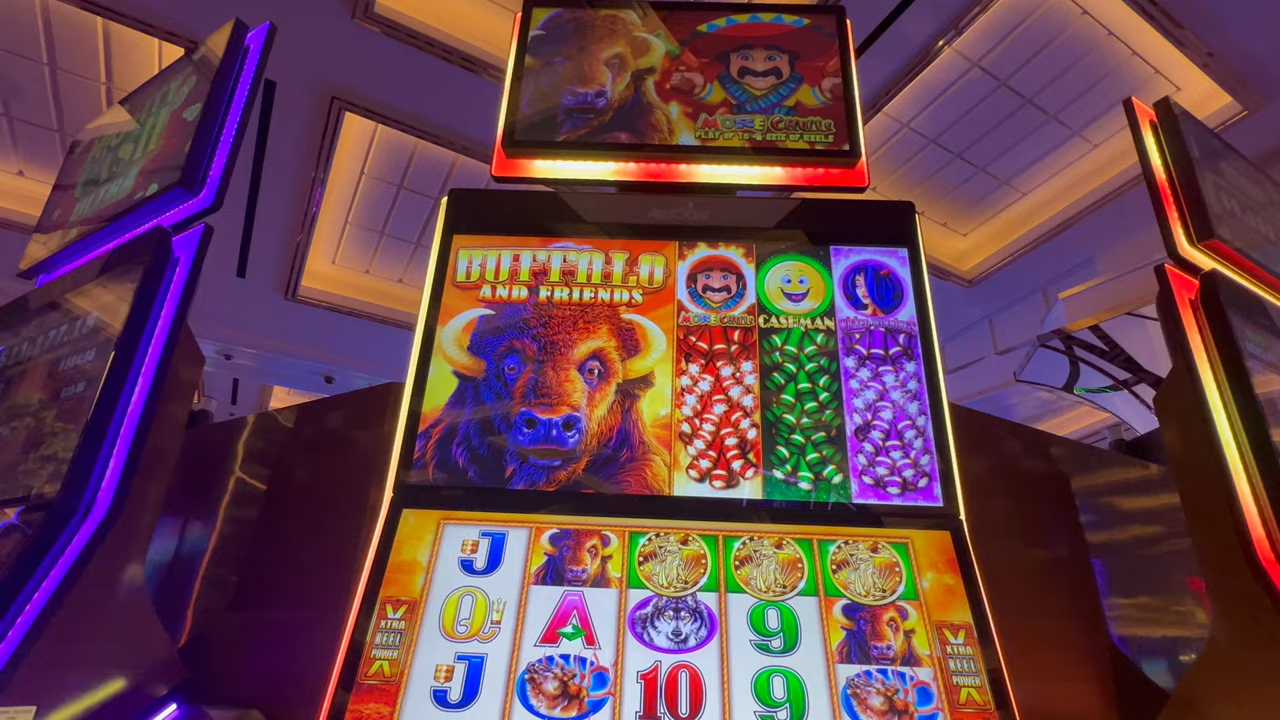 MORE Chilli
PLAY UP TO 4 SETS OF REELS
BUFFALO
AND FRIENDS
MORE Chilli
CASHMAN
J
Q
J
A
10
9
9
XTRA
REEL
POWER
XTRA
REEL
POWER